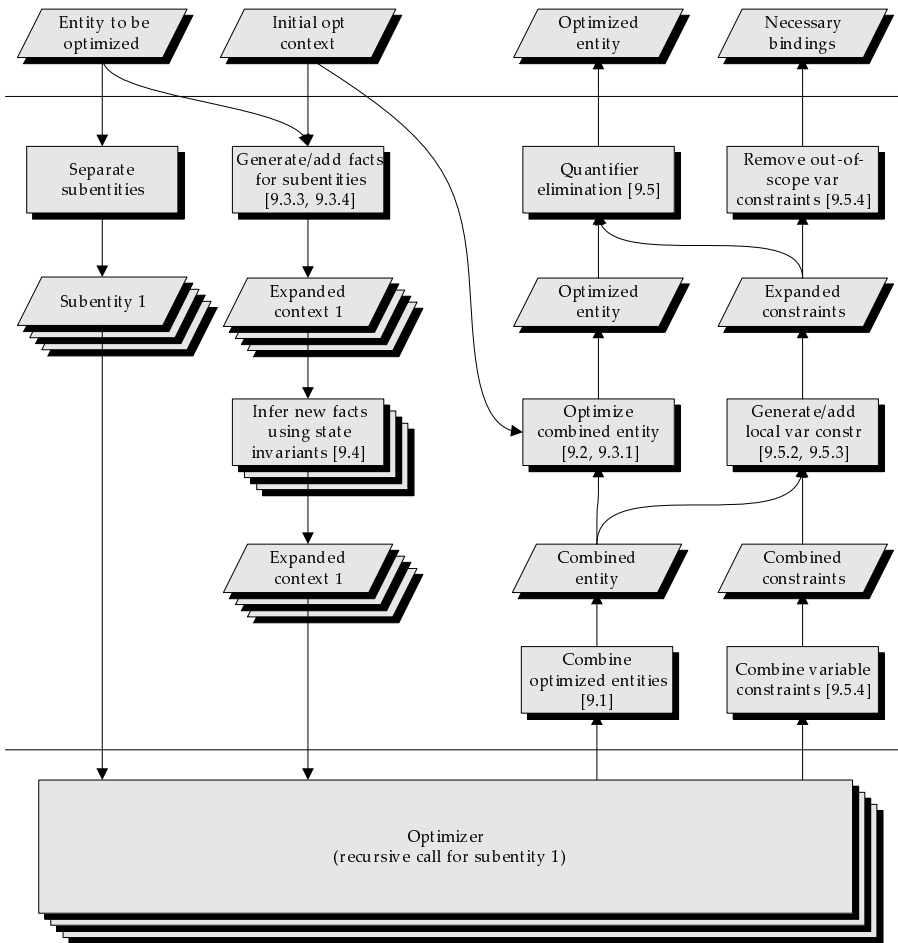 Entity to be
optimized
Initial opt
context
Optimized
entity
Necessary
bindings
Separate
subentities
Generate/add facts
for subentities
[9.3.3, 9.3.4]
Quantifier
elimination [9.5]
Remove out-of-
scope var
constraints [9.5.4]
Subentity 1
Expanded
context 1
Optimized
entity
Expanded
constraints
Infer new facts
using state
invariants [9.4]
Optimize
combined entity
[9.2, 9.3.1]
Generate/add
local var constr
[9.5.2, 9.5.3]
Expanded
context 1
Combined
entity
Combined
constraints
Combine
optimized entities
[9.1]
Combine variable
constraints [9.5.4]
Optimizer
(recursive call for subentity 1)